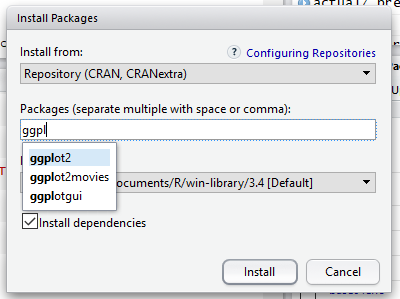 actual/ pre
Install Packages
Install from:
? Configuring Repositories
Repository (CRAN, CRANextra)
Packages (separate multiple with space or comma):
ggpl
ggplot2
ggplot2movies
ggplotgui
ocuments/R/win-library/3.4 [Default]
Install dependencies
Install
Cancel